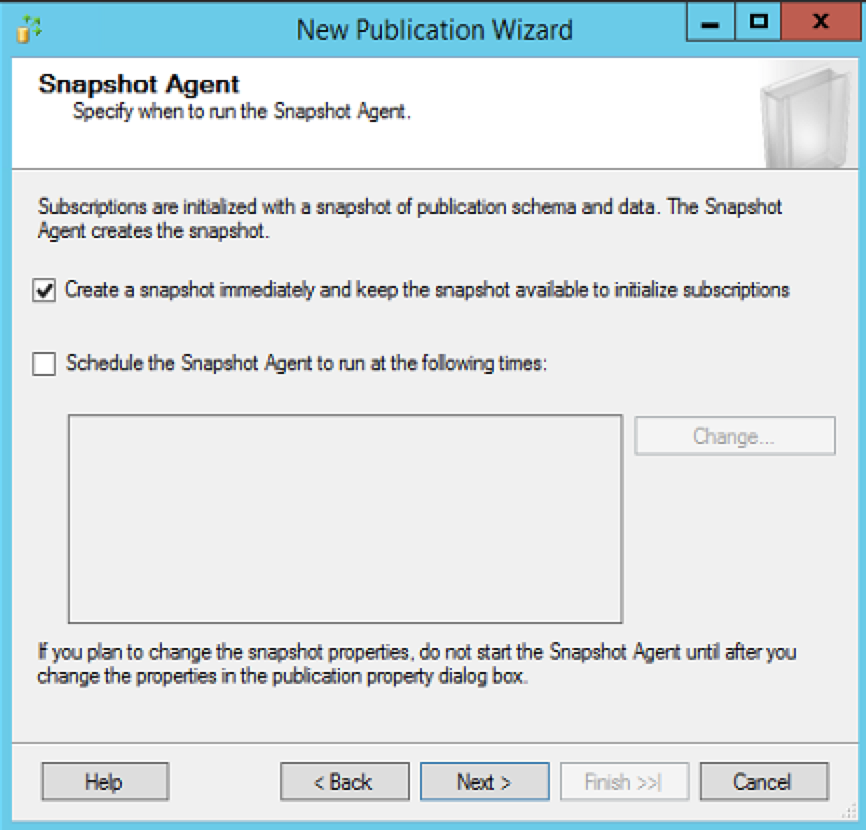 New Publication Wizard
Snapshot Agent
Specify when to run the Snapshot Agent.
Subscriptions are initialized with a snapshot of publication schema and data. The Snapshot
Agent creates the snapshot.
Create a snapshot immediately and keep the snapshot available to initialize subscriptions
Schedule the Snapshot Agent to run at the following times:
Change...
If you plan to change the snapshot properties, do not start the Snapshot Agent until after you
change the properties in the publication property dialog box.
Help
< Back
Next >
Finish >>|
Cancel